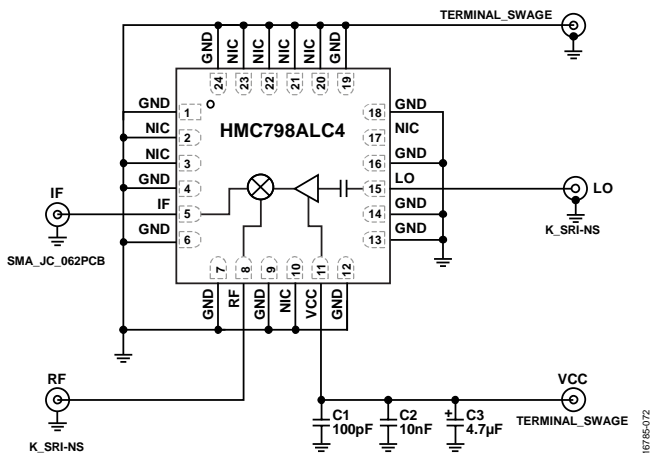 TERMINAL_SWAGE
GND
NIC
NIC
NIC
NIC
GND
24
23
22
21
20
19
HMC798ALC4
GND
1
NIC
2
NIC
3
GND
4
IF
5
GND
6
18
GND
17
NIC
16
GND
15
LO
14
GND
13
GND
IF
SMA_JC_062PCB
LO
K_SRI-NS
7
8
9
10
11
12
GND
RF
GND
NIC
VCC
GND
RF
K_SRI-NS
C1
100pF
C2
10nF
+
C3
4.7µF
VCC
TERMINAL_SWAGE
16785-072